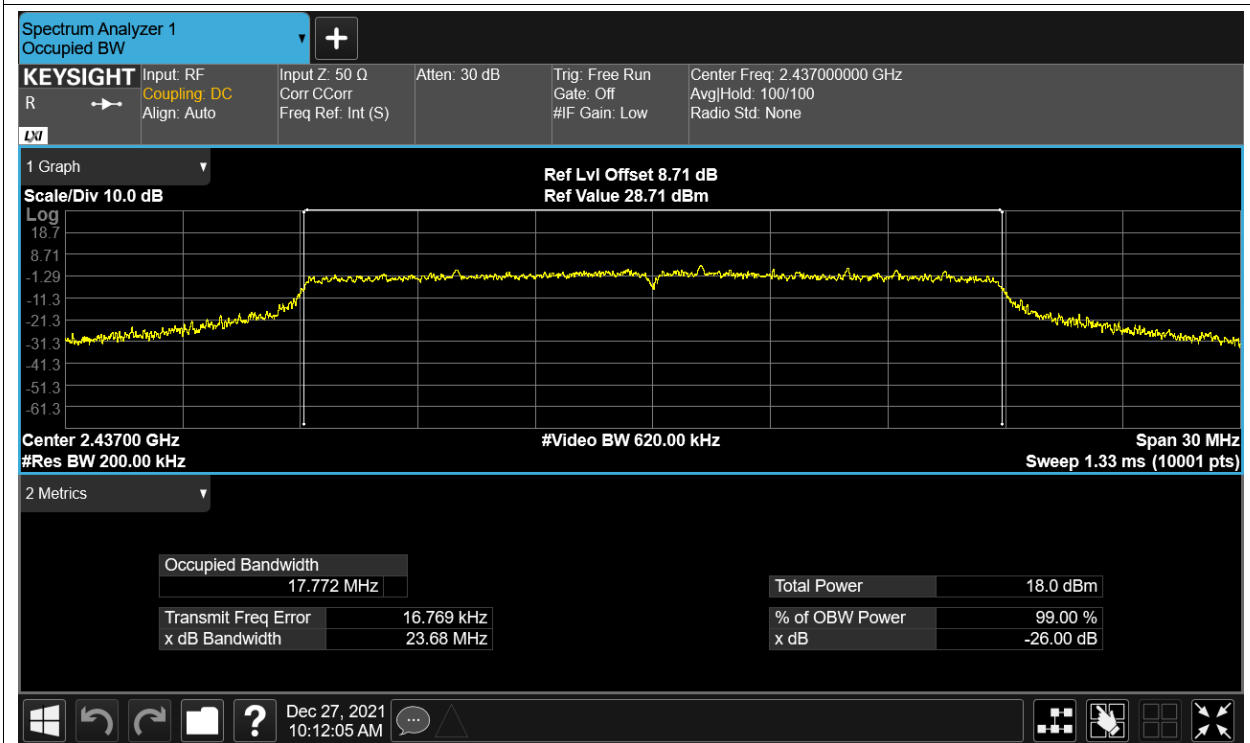 Spectrum Analyzer 1
Occupied BW
KEYSIGHT
R
LXI
Input: RF
Coupling: DC
Align: Auto
Input Z: 50 Ω
Corr CCorr
Freq Ref: Int (S)
Atten: 30 dB
Trig: Free Run
Gate: Off
#IF Gain: Low
Center Freq: 2.437000000 GHz
Avg|Hold: 100/100
Radio Std: None
1 Graph
Scale/Div 10.0 dB
Ref Lvl Offset 8.71 dB
Ref Value 28.71 dBm
Log
18.7
8.71
-1.29
-11.3
-21.3
-31.3
-41.3
-51.3
-61.3
Center 2.43700 GHz
#Video BW 620.00 kHz
Span 30 MHz
#Res BW 200.00 kHz
Sweep 1.33 ms (10001 pts)
2 Metrics
Occupied Bandwidth
17.772 MHz
Total Power 18.0 dBm
Transmit Freq Error 16.769 kHz
% of OBW Power 99.00 %
x dB Bandwidth 23.68 MHz
x dB -26.00 dB
?
Dec 27, 2021
10:12:05 AM